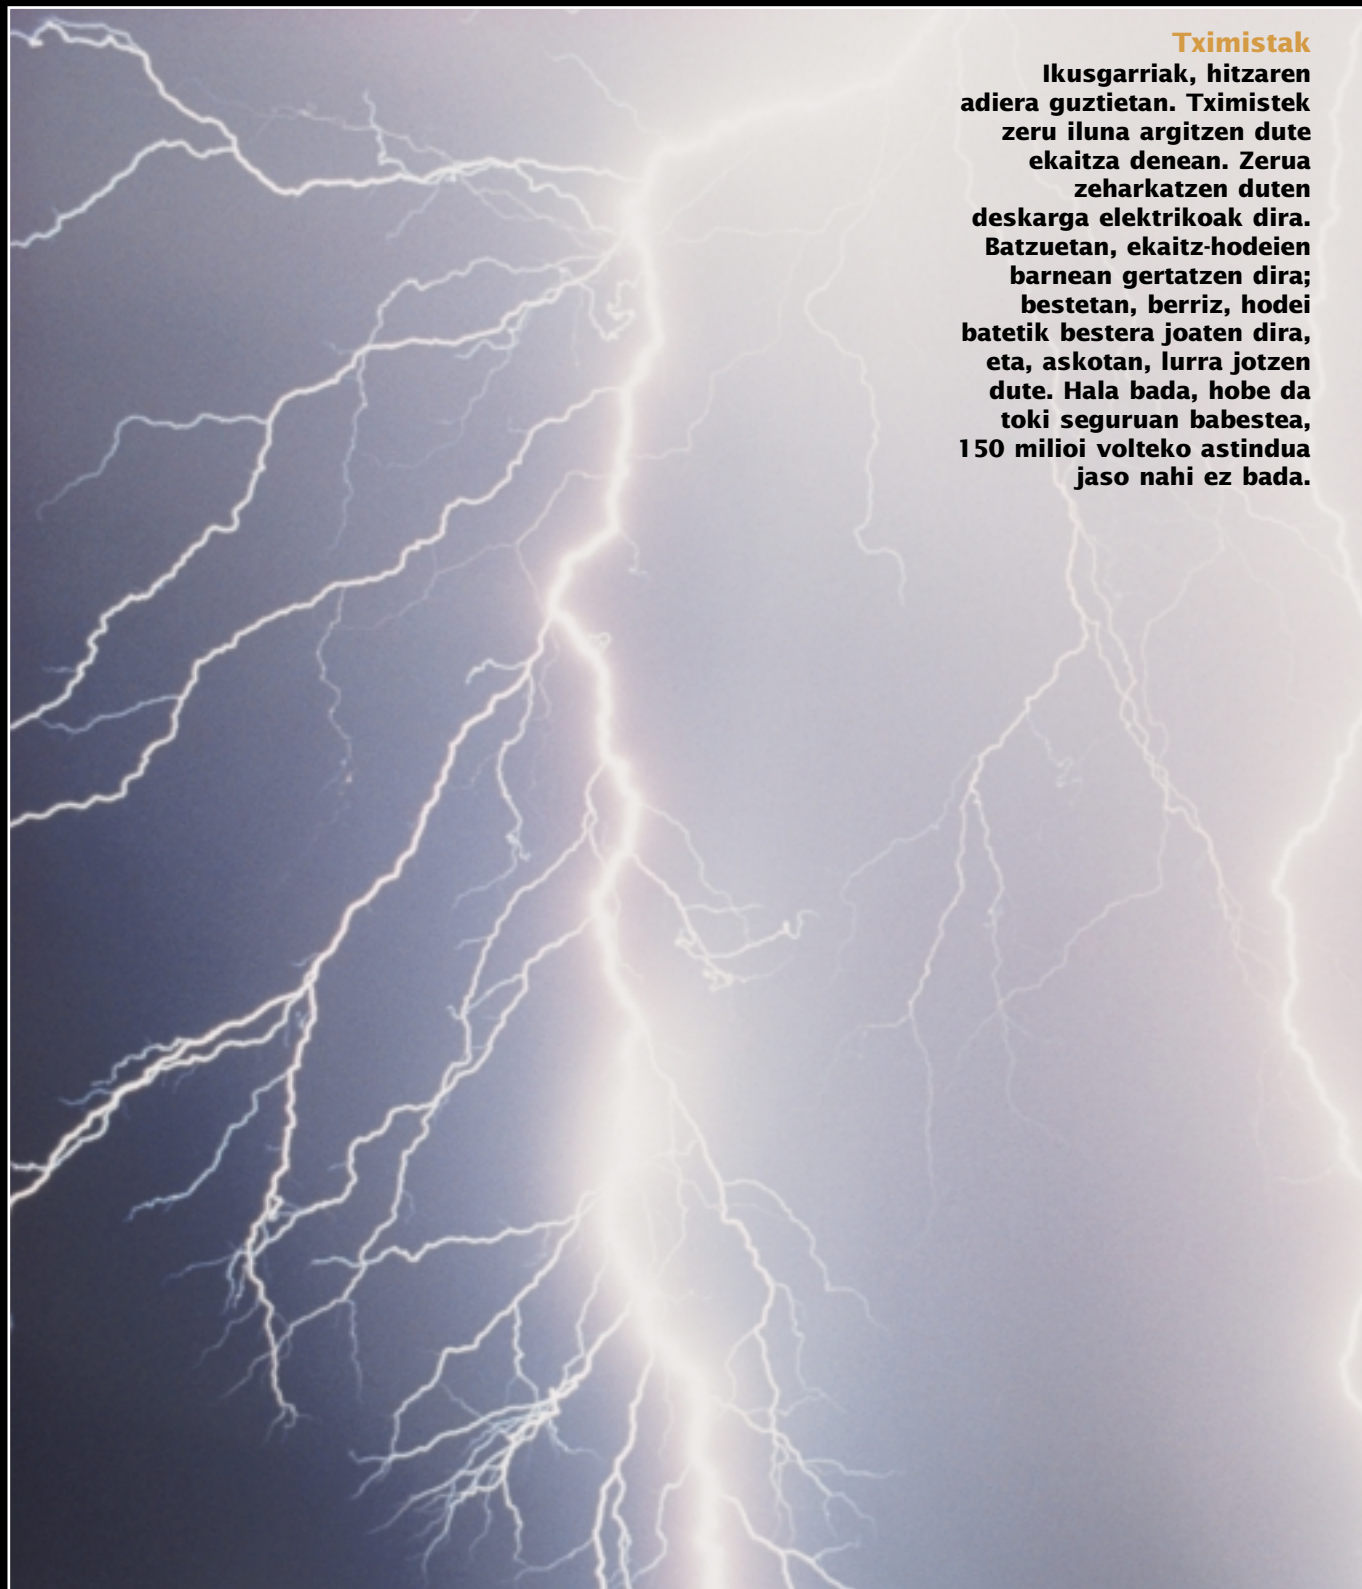 Tximistak
Ikusgarriak, hitzaren
adiera guztietan. Tximistek
zeru iluna argitzen dute
ekaitza denean. Zerua
zeharkatzen duten
deskarga elektrikoak dira.
Batzuetan, ekaitz-hodeien
barnean gertatzen dira;
bestetan, berriz, hodei
batetik bestera joaten dira,
eta, askotan, lurra jotzen
dute. Hala bada, hobe da
toki seguruan babestea,
150 milioi volteko astindua
jaso nahi ez bada.